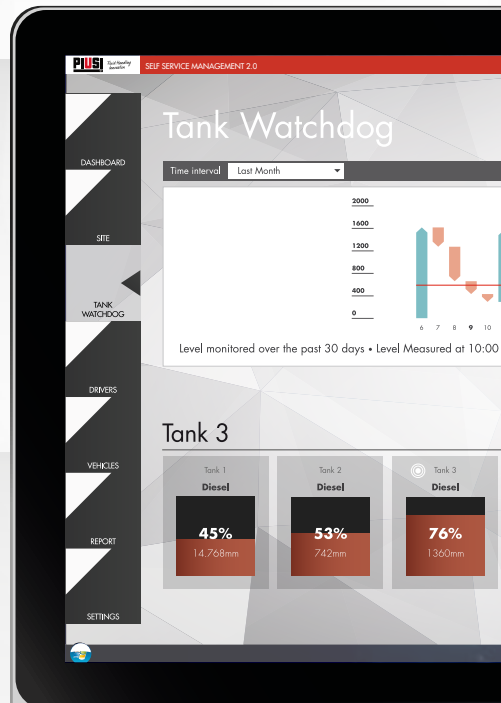 PIUSI Fluid Handling Innovation SELF SERVICE MANAGEMENT 2.0
Tank Watchdog
Time interval Last Month
DASHBOARD
SITE
TANK
WATCHDOG
DRIVERS
VEHICLES
REPORT
SETTINGS
2000
1600
1200
800
400
0
6 7 8 9 10
Level monitored over the past 30 days • Level Measured at 10:00
Tank 3
Tank 1
Diesel
45%
14.768mm
Tank 2
Diesel
53%
742mm
Tank 3
Diesel
76%
1360mm